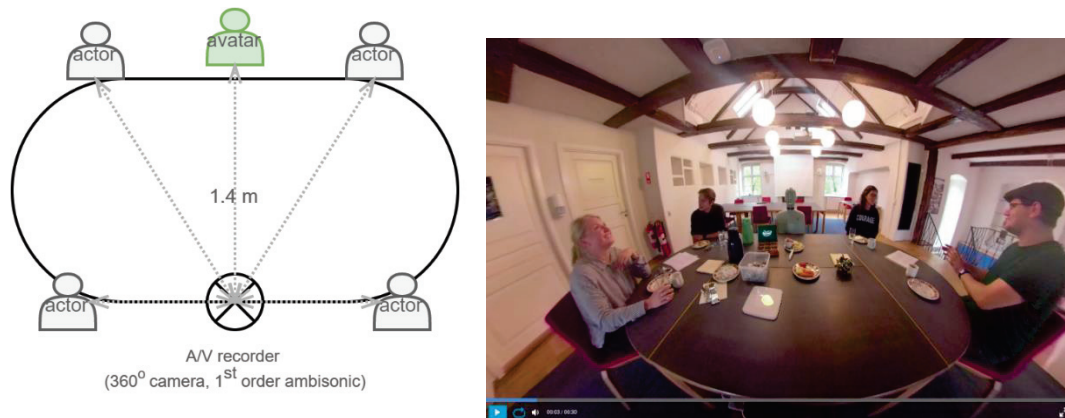 actor
avatar
actor
1.4 m
actor
actor
A/V recorder
(360° camera, 1st order ambisonic)
00:03 / 00:30